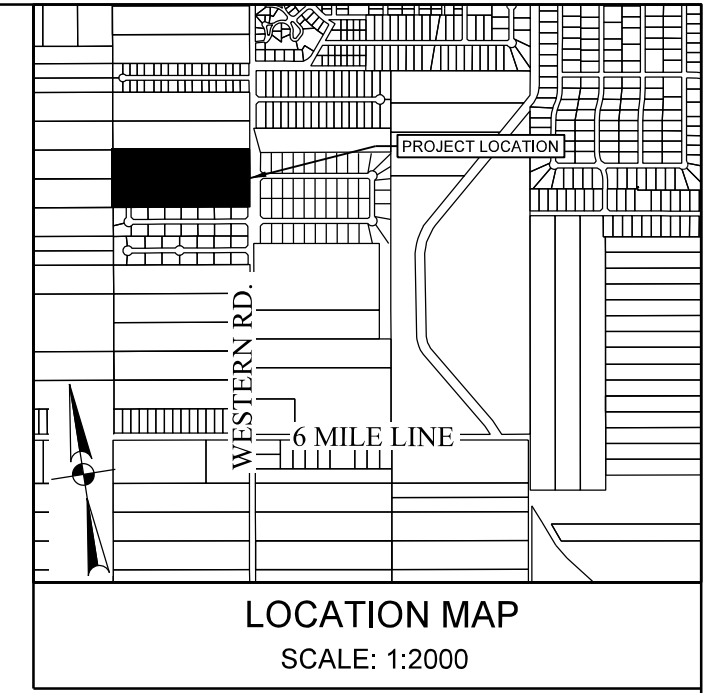 PROJECT LOCATION
WESTERN RD.
6 MILE LINE
LOCATION MAP
SCALE: 1:2000